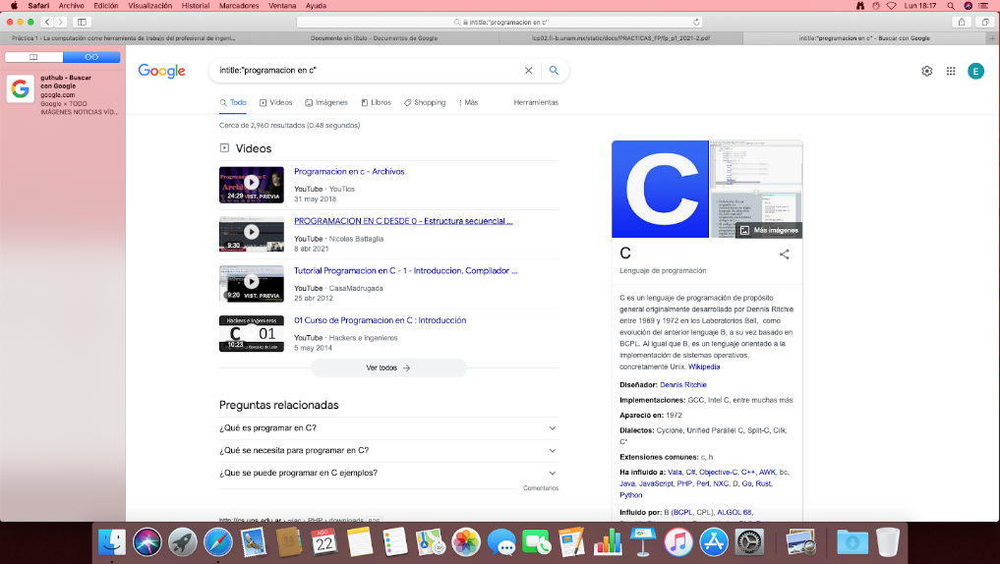 Safari Archivo Edición Visualización Historial Marcadores Ventana Ayuda
Lun 18:17
intitle:"programacion en c"
Práctica 1 - La computación como herramienta de trabajo del profesional de ingeni...
Documento sin título - Documentos de Google
lcp02.fi-b.unam.mx/static/docs/PRACTICAS_FP/fp_p1_2021-2.pdf
intitle:"programacion en c" - Buscar con Google
guthub - Buscar
con Google
google.com
Google × TODO
IMÁGENES NOTICIAS VÍD...
Google
intitle:"programacion en c"
E
Todo
Videos
Imágenes
Libros
Shopping
Más
Herramientas
Cerca de 2,960 resultados (0.48 segundos)
Videos
24:29 VIST. PREVIA
Programacion en c - Archivos
YouTube · YouTics
31 may 2018
9:30
PROGRAMACION EN C DESDE 0 - Estructura secuencial ...
YouTube · Nicolas Battaglia
8 abr 2021
9:20 VIST. PREVIA
Tutorial Programacion en C - 1 - Introduccion, Compilador ...
YouTube · CasaMadrugada
25 abr 2012
Hackers e Ingenieros
C 01
10:23
01 Curso de Programacion en C : Introducción
YouTube · Hackers e ingenieros
5 may 2014
Ver todos
Preguntas relacionadas
¿Qué es programar en C?
¿Qué se necesita para programar en C?
¿Que se puede programar en C ejemplos?
Comentarios
C
Más imágenes
C
Lenguaje de programación
C es un lenguaje de programación de propósito
general originalmente desarrollado por Dennis Ritchie
entre 1969 y 1972 en los Laboratorios Bell, como
evolución del anterior lenguaje B, a su vez basado en
BCPL. Al igual que B, es un lenguaje orientado a la
implementación de sistemas operativos,
concretamente Unix. Wikipedia
Diseñador: Dennis Ritchie
Implementaciones: GCC, Intel C, entre muchas más
Apareció en: 1972
Dialectos: Cyclone, Unified Parallel C, Split-C, Cilk,
C*
Extensiones comunes: c,.h
Ha influido a: Vala, C#, Objective-C, C++, AWK, bc,
Java, JavaScript, PHP, Perl, NXC, D, Go, Rust,
Python
Influido por: B (BCPL, CPL), ALGOL 68,
AGO
22